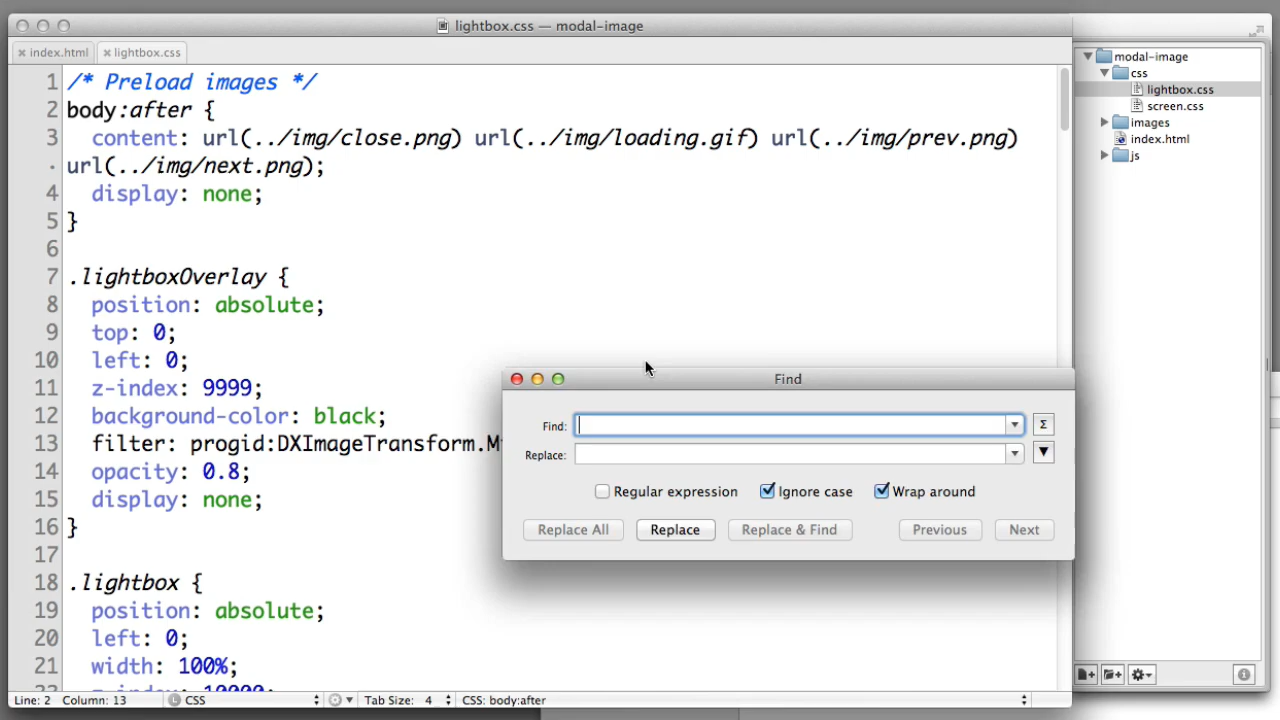 lightbox.css — modal-image
index.html
lightbox.css
1 /* Preload images */
2 body:after {
3 content: url(../img/close.png) url(../img/loading.gif) url(../img/prev.png)
url(../img/next.png);
4 display: none;
5 }
6
7 .lightboxOverlay {
8 position: absolute;
9 top: 0;
10 left: 0;
11 z-index: 9999;
12 background-color: black;
13 filter: progid:DXImageTransform.M
14 opacity: 0.8;
15 display: none;
16 }
17
18 .lightbox {
19 position: absolute;
20 left: 0;
21 width: 100%;
22 z-index: 10000;
Line: 2 Column: 13
L CSS
Tab Size: 4
CSS: body:after
Find
Find:
Σ
Replace:
Regular expression
Ignore case
Wrap around
Replace All
Replace
Replace & Find
Previous
Next
modal-image
css
lightbox.css
screen.css
images
index.html
js